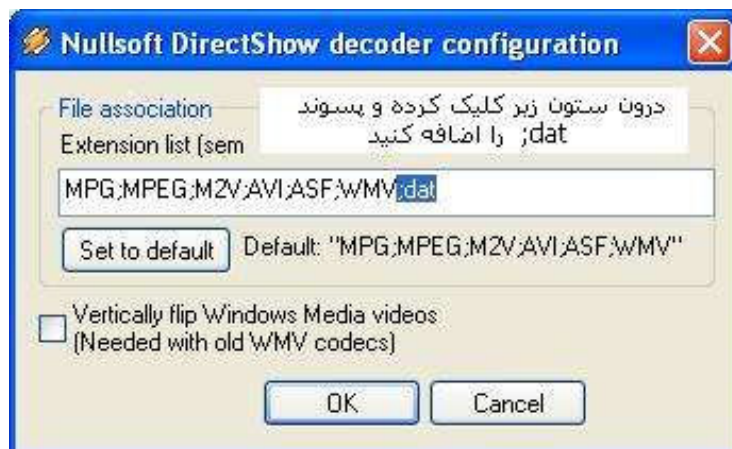 Nullsoft DirectShow decoder configuration
File association
درون ستون زیر کلیک کرده و پسوند
;dat را اضافه کنید
Extension list (sem
MPG;MPEG;M2V;AVI;ASF;WMV;dat
Set to default Default: "MPG;MPEG;M2V;AVI;ASF;WMV"
Vertically flip Windows Media videos
(Needed with old WMV codecs)
OK Cancel